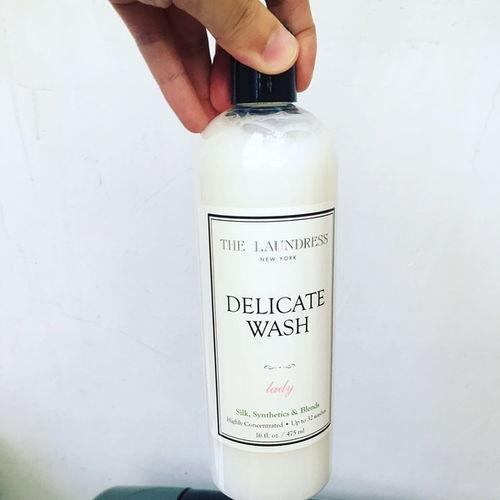 THE LAUNDRESS
NEW YORK
DELICATE
WASH
lady
Silk, Synthetics & Blends
Highly Concentrated • Up to 32 washes
16 fl. oz. / 475 ml